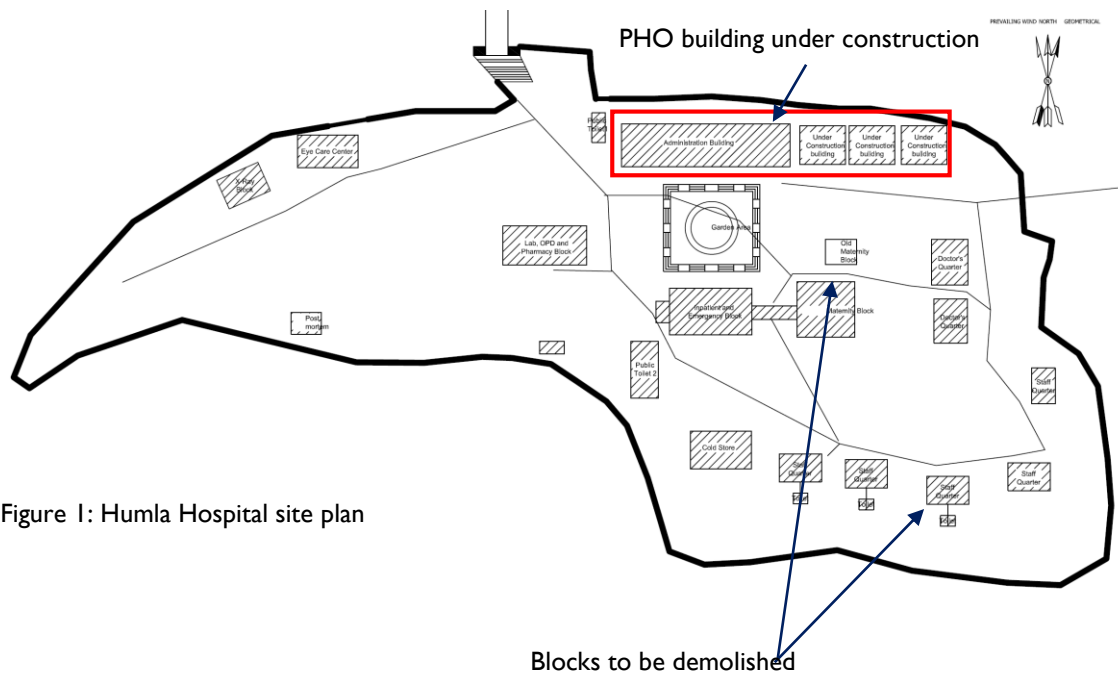 PREVAILING WIND NORTH GEOMETRICAL
N
PHO building under construction
Public
Toilet
Administration Building
Under
Construction
building
Under
Construction
building
Under
Construction
building
Eye Care Center
X-Ray
Block
Garden Area
Lab, OPD and
Pharmacy Block
Old
Maternity
Block
Doctor's
Quarter
Inpatient and
Emergency Block
Maternity Block
Doctor's
Quarter
Post
mortem
Public
Toilet 2
Staff
Quarter
Cold Store
Staff
Quarter
Staff
Quarter
Staff
Quarter
Staff
Quarter
Figure 1: Humla Hospital site plan
Blocks to be demolished